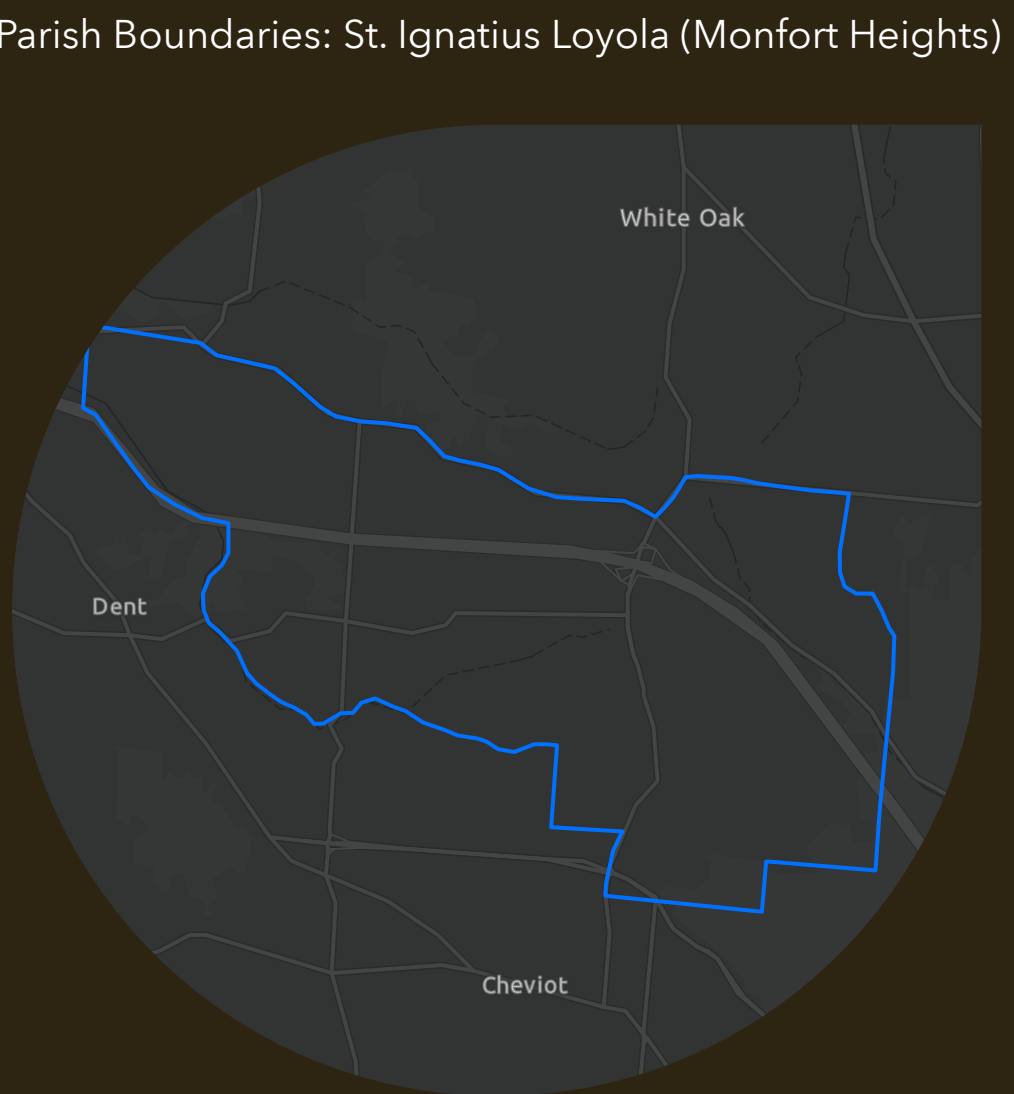 Parish Boundaries: St. Ignatius Loyola (Monfort Heights)
White Oak
Dent
Cheviot